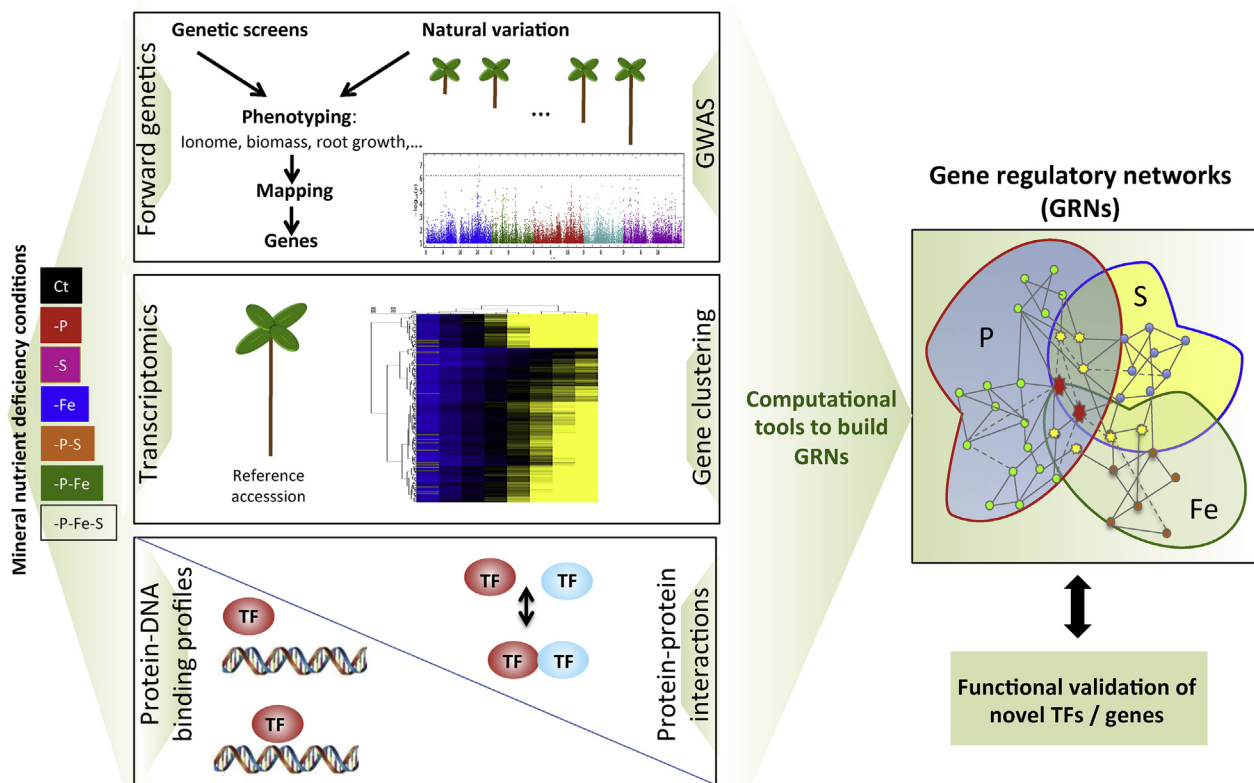 Mineral nutrient deficiency conditions
Ct
-P
-S
-Fe
-P-S
-P-Fe
-P-Fe-S
Forward genetics
Genetic screens
Natural variation
Phenotyping:
Ionome, biomass, root growth,...
Mapping
Genes
...
GWAS
Transcriptomics
Reference
accesssion
Gene clustering
Protein-DNA
binding profiles
TF
TF
TF
TF
TF
TF
Protein-protein
interactions
Computational
tools to build
GRNs
Gene regulatory networks
(GRNs)
P
S
Fe
Functional validation of
novel TFs / genes